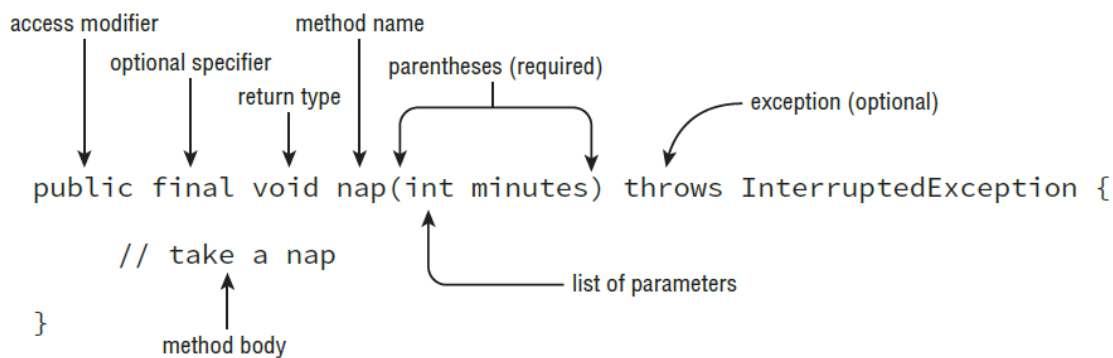 access modifier
method name
optional specifier
parentheses (required)
return type
exception (optional)
public final void nap(int minutes) throws InterruptedException {
// take a nap
list of parameters
}
method body